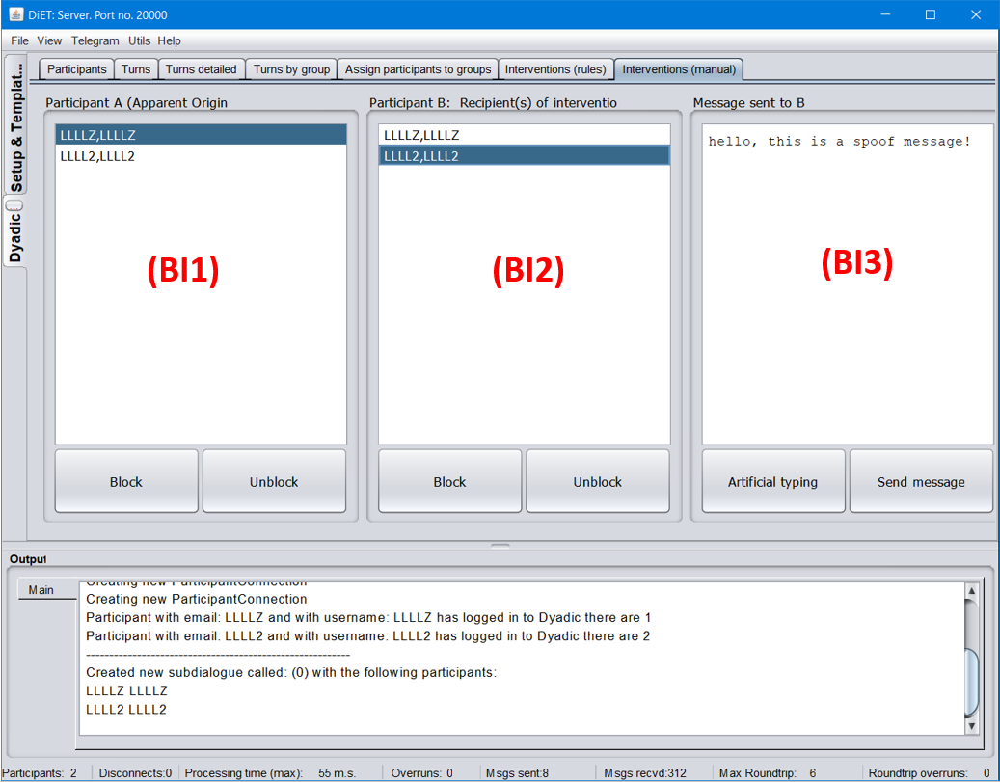 DiET: Server. Port no. 20000
File View Telegram Utils Help
Setup & Templat...
Dyadic
Participants Turns Turns detailed Turns by group Assign participants to groups Interventions (rules) Interventions (manual)
Participant A (Apparent Origin
Participant B: Recipient(s) of interventio
Message sent to B
LLLLZ,LLLLZ
LLLL2,LLLL2
LLLLZ,LLLLZ
LLLL2,LLLL2
hello, this is a spoof message!
(BI1)
(BI2)
(BI3)
Block Unblock
Block Unblock
Artificial typing Send message
Output
Main
Creating new ParticipantConnection
Creating new ParticipantConnection
Participant with email: LLLLZ and with username: LLLLZ has logged in to Dyadic there are 1
Participant with email: LLLL2 and with username: LLLL2 has logged in to Dyadic there are 2
---------------------------------------------------------
Created new subdialogue called: (0) with the following participants:
LLLLZ LLLLZ
LLLL2 LLLL2
Participants: 2 Disconnects:0 Processing time (max): 55 m.s. Overruns: 0 Msgs sent:8 Msgs recvd:312 Max Roundtrip: 6 Roundtrip overruns: 0